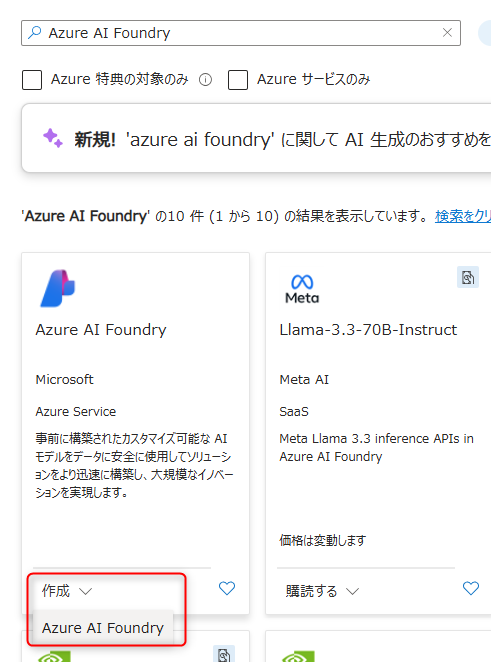 Azure AI Foundry
Azure 特典の対象のみ
Azure サービスのみ
新規! 'azure ai foundry' に関して AI 生成のおすすめを
'Azure AI Foundry' の10 件 (1 から 10) の結果を表示しています。 検索をクリ
Azure AI Foundry
Microsoft
Azure Service
事前に構築されたカスタマイズ可能な AI
モデルをデータに安全に使用してソリューシ
ョンをより迅速に構築し、大規模なイノベー
ションを実現します。
作成
Azure AI Foundry
Meta
Llama-3.3-70B-Instruct
Meta AI
SaaS
Meta Llama 3.3 inference APIs in
Azure AI Foundry
価格は変動します
購読する